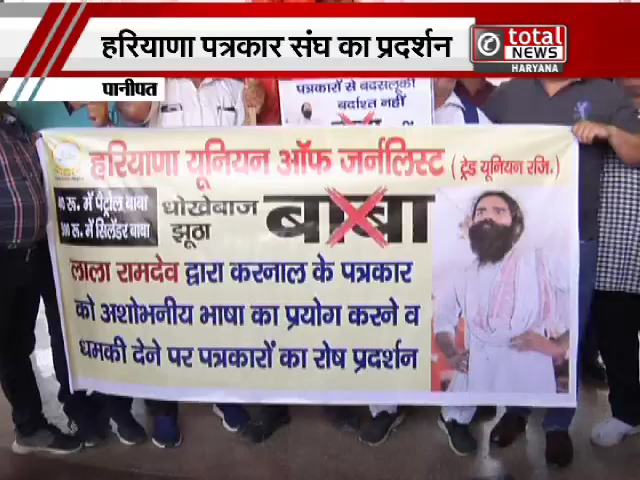 हरियाणा पत्रकार संघ का प्रदर्शन
total
NEWS
HARYANA
पानीपत
पत्रकारों से बदसलूकी
बर्दाश्त नहीं
हरियाणा यूनियन ऑफ जर्नलिस्ट ( ट्रेड यूनियन रजि.)
40 रू. में पैट्रोल बाबा
300 रू. में सिलेंडर बाबा
धोखेबाज
झूठा
बाबा
लाला रामदेव द्वारा करनाल के पत्रकार
को अशोभनीय भाषा का प्रयोग करने व
धमकी देने पर पत्रकारों का रोष प्रदर्शन